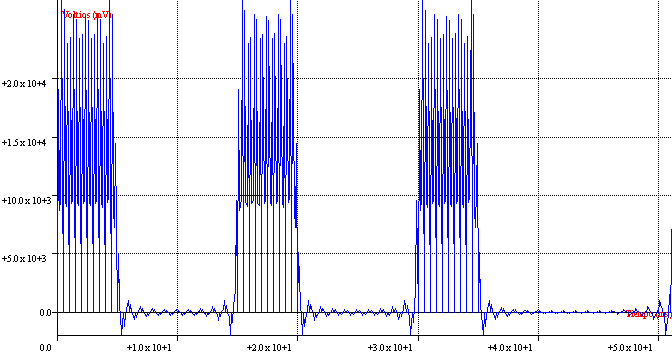 Voltios (mV)
+2.0 x 10+4
+1.5 x 10+4
+10.0 x 10+3
+5.0 x 10+3
0.0
0.0
+1.0 x 10+1
+2.0 x 10+1
+3.0 x 10+1
+4.0 x 10+1
+5.0 x 10+1